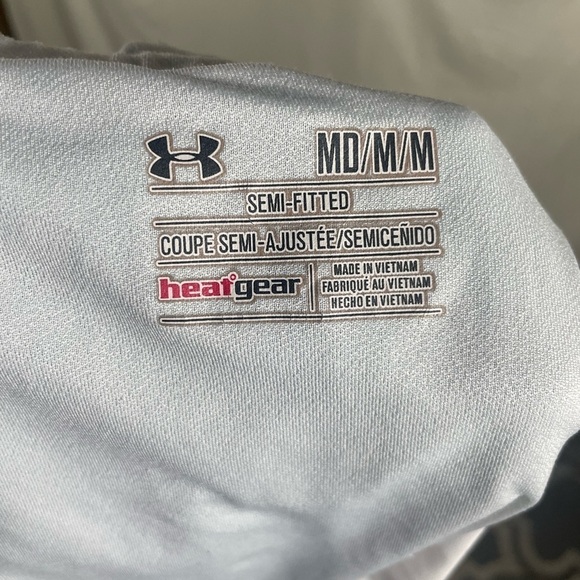 MD/M/M
SEMI-FITTED
COUPE SEMI-AJUSTÉE/SEMICEÑIDO
heatgear
MADE IN VIETNAM
FABRIQUÉ AU VIETNAM
HECHO EN VIETNAM